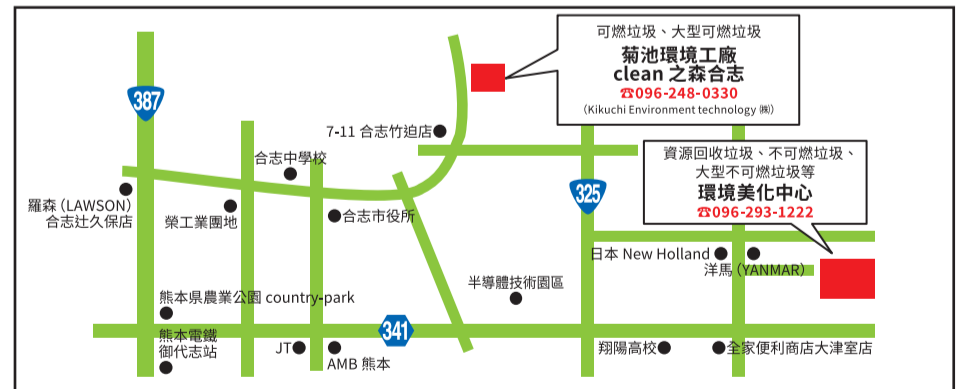 可燃垃圾、大型可燃垃圾
菊池環境工廠
clean 之森合志
☎096-248-0330
(Kikuchi Environment technology ㈱)
387
7-11 合志竹迫店
合志中學校
資源回收垃圾、不可燃垃圾、
大型不可燃垃圾等
環境美化中心
☎096-293-1222
325
羅森 (LAWSON)
合志辻久保店
榮工業團地
合志市役所
日本 New Holland
洋馬 (YANMAR)
半導體技術園區
熊本県農業公園 country-park
341
熊本電鐵
御代志站
JT
AMB 熊本
翔陽高校
全家便利商店大津室店